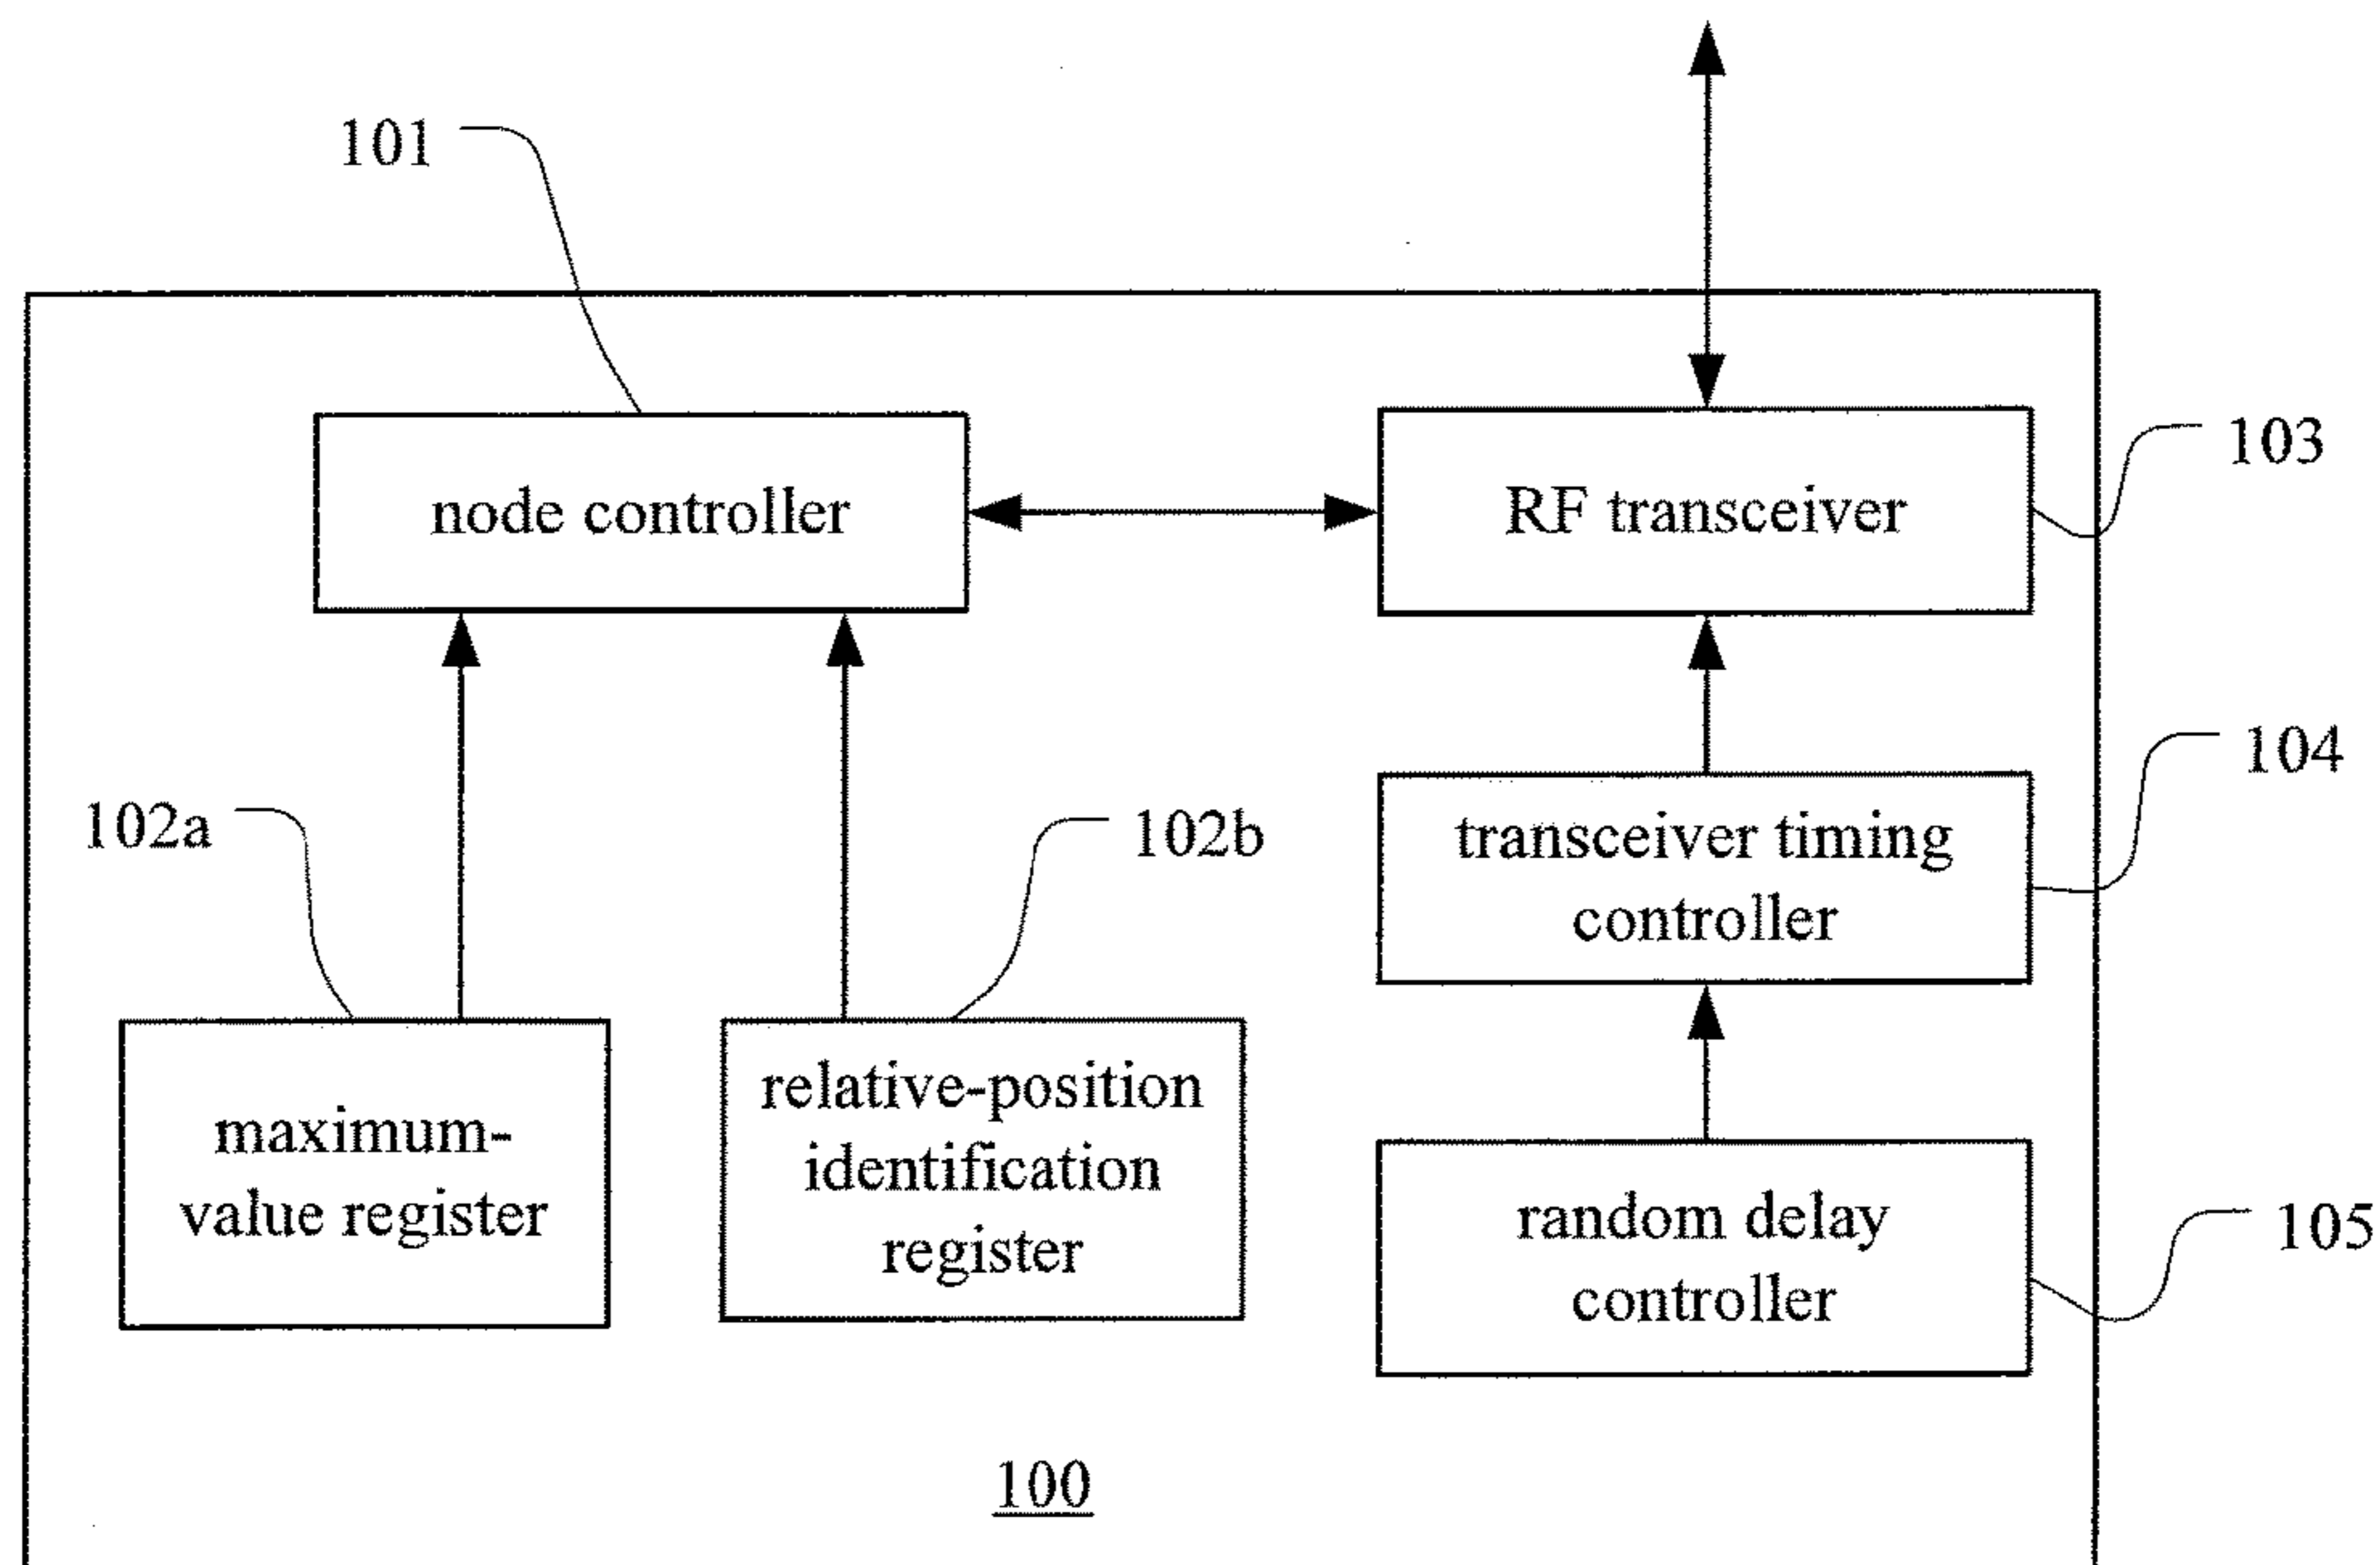 101
103
node controller
RF transceiver
104
102a
102b
transceiver timing
controller
maximum-
value register
relative-position
identification
register
random delay
controller
105
100